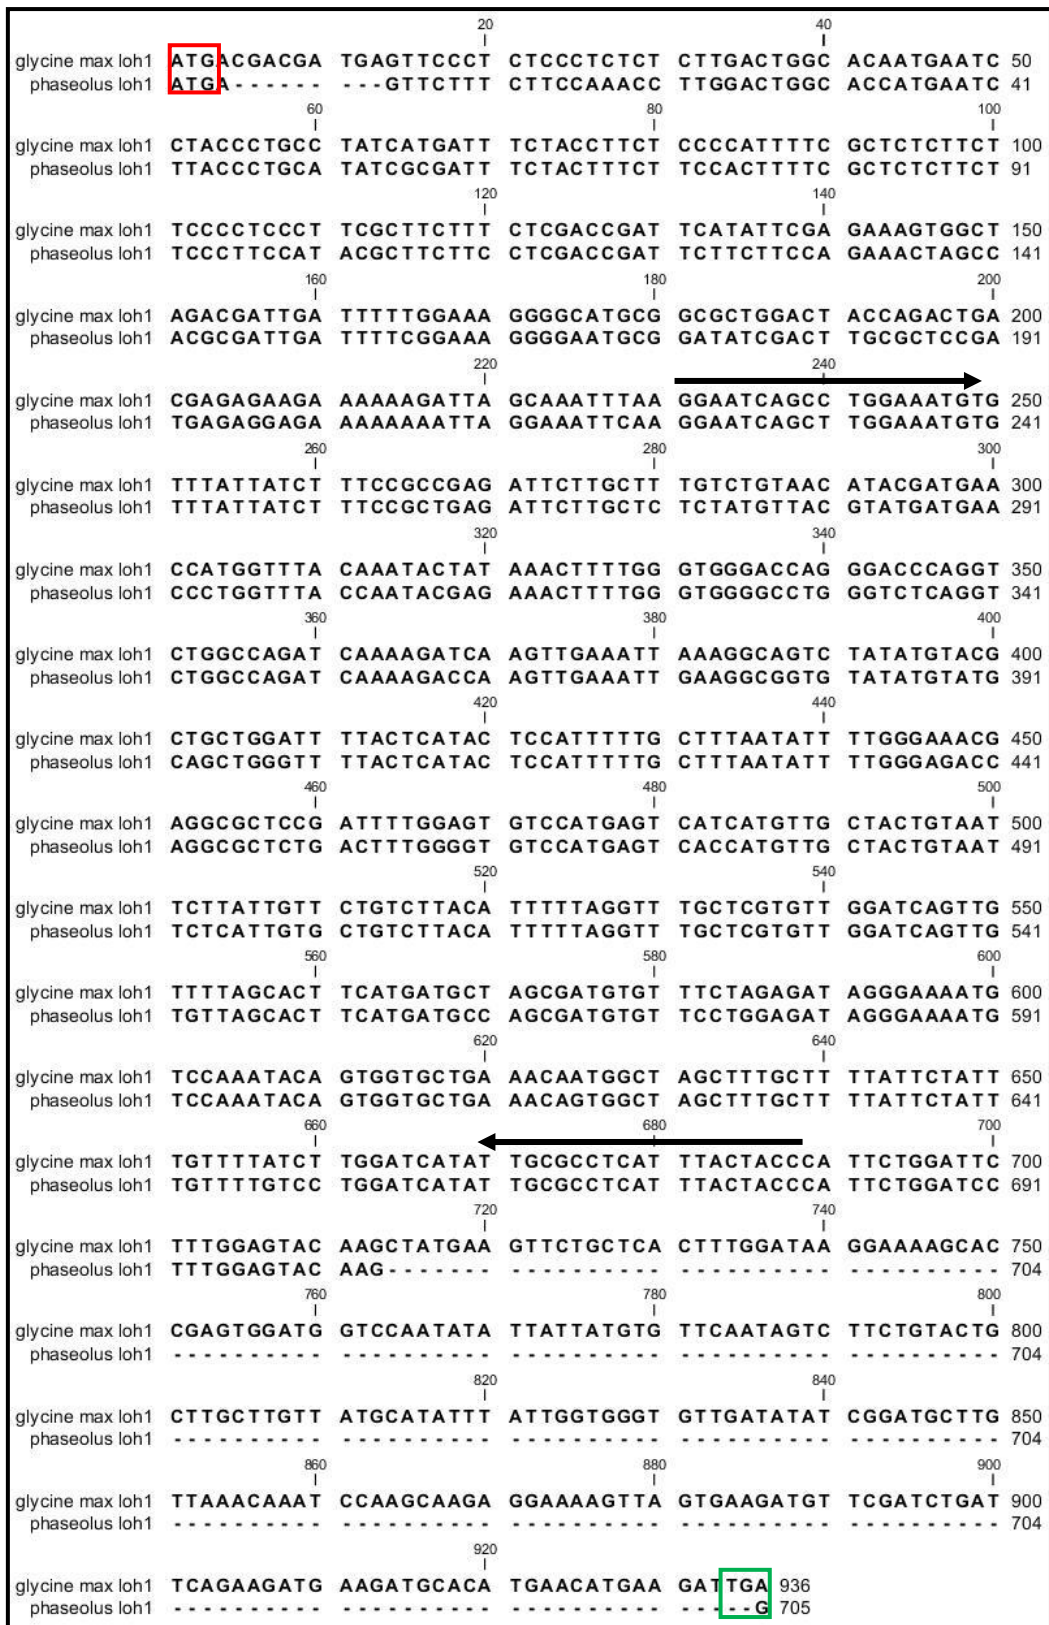 20 40
glycine max loh1 ATGACGACGA TGAGTTCCCT CTCCCTCTCT CTTGACTGGC ACAATGAATC 50
phaseolus loh1 ATGA------ ---GTTCTTT CTTCCAAACC TTGGACTGGC ACCATGAATC 41
60 80 100
glycine max loh1 CTACCCTGCC TATCATGATT TCTACCTTCT CCCCATTTTC GCTCTCTTCT 100
phaseolus loh1 TTACCCTGCA TATCGCGATT TCTACTTTCT TCCACTTTTC GCTCTCTTCT 91
120 140
glycine max loh1 TCCCCTCCCT TCGCTTCTTT CTCGACCGAT TCATATTCGA GAAAGTGGCT 150
phaseolus loh1 TCCCTTCCAT ACGCTTCTTC CTCGACCGAT TCTTCTTCCA GAAACTAGCC 141
160 180 200
glycine max loh1 AGACGATTGA TTTTTGGAAA GGGGCATGCG GCGCTGGACT ACCAGACTGA 200
phaseolus loh1 ACGCGATTGA TTTTCGGAAA GGGGAATGCG GATATCGACT TGCGCTCCGA 191
220 240
glycine max loh1 CGAGAGAAGA AAAAAGATTA GCAAATTTAA GGAATCAGCC TGGAAATGTG 250
phaseolus loh1 TGAGAGGAGA AAAAAAATTA GGAAATTCAA GGAATCAGCT TGGAAATGTG 241
260 280 300
glycine max loh1 TTTATTATCT TTCCGCCGAG ATTCTTGCTT TGTCTGTAAC ATACGATGAA 300
phaseolus loh1 TTTATTATCT TTCCGCTGAG ATTCTTGCTC TCTATGTTAC GTATGATGAA 291
320 340
glycine max loh1 CCATGGTTTA CAAATACTAT AAACTTTTGG GTGGGACCAG GGACCCAGGT 350
phaseolus loh1 CCCTGGTTTA CCAATACGAG AAACTTTTGG GTGGGGCCTG GGTCTCAGGT 341
360 380 400
glycine max loh1 CTGGCCAGAT CAAAAGATCA AGTTGAAATT AAAGGCAGTC TATATGTACG 400
phaseolus loh1 CTGGCCAGAT CAAAAGACCA AGTTGAAATT GAAGGCGGTG TATATGTATG 391
420 440
glycine max loh1 CTGCTGGATT TTACTCATAC TCCATTTTTG CTTTAATATT TTGGGAAACG 450
phaseolus loh1 CAGCTGGGTT TTACTCATAC TCCATTTTTG CTTTAATATT TTGGGAGACC 441
460 480 500
glycine max loh1 AGGCGCTCCG ATTTTGGAGT GTCCATGAGT CATCATGTTG CTACTGTAAT 500
phaseolus loh1 AGGCGCTCTG ACTTTGGGGT GTCCATGAGT CACCATGTTG CTACTGTAAT 491
520 540
glycine max loh1 TCTTATTGTT CTGTCTTACA TTTTTAGGTT TGCTCGTGTT GGATCAGTTG 550
phaseolus loh1 TCTCATTGTG CTGTCTTACA TTTTTAGGTT TGCTCGTGTT GGATCAGTTG 541
560 580 600
glycine max loh1 TTTTAGCACT TCATGATGCT AGCGATGTGT TTCTAGAGAT AGGGAAAATG 600
phaseolus loh1 TGTTAGCACT TCATGATGCC AGCGATGTGT TCCTGGAGAT AGGGAAAATG 591
620 640
glycine max loh1 TCCAAATACA GTGGTGCTGA AACAATGGCT AGCTTTGCTT TTATTCTATT 650
phaseolus loh1 TCCAAATACA GTGGTGCTGA AACAGTGGCT AGCTTTGCTT TTATTCTATT 641
660 680 700
glycine max loh1 TGTTTTATCT TGGATCATAT TGCGCCTCAT TTACTACCCA TTCTGGATTC 700
phaseolus loh1 TGTTTTGTCC TGGATCATAT TGCGCCTCAT TTACTACCCA TTCTGGATCC 691
720 740
glycine max loh1 TTTGGAGTAC AAGCTATGAA GTTCTGCTCA CTTTGGATAA GGAAAAGCAC 750
phaseolus loh1 TTTGGAGTAC AAG------- ---------- ---------- ---------- 704
760 780 800
glycine max loh1 CGAGTGGATG GTCCAATATA TTATTATGTG TTCAATAGTC TTCTGTACTG 800
phaseolus loh1 ---------- ---------- ---------- ---------- ---------- 704
820 840
glycine max loh1 CTTGCTTGTT ATGCATATTT ATTGGTGGGT GTTGATATAT CGGATGCTTG 850
phaseolus loh1 ---------- ---------- ---------- ---------- ---------- 704
860 880 900
glycine max loh1 TTAAACAAAT CCAAGCAAGA GGAAAAGTTA GTGAAGATGT TCGATCTGAT 900
phaseolus loh1 ---------- ---------- ---------- ---------- ---------- 704
920
glycine max loh1 TCAGAAGATG AAGATGCACA TGAACATGAA GATTGA 936
phaseolus loh1 ---------- ---------- ---------- -----G 705